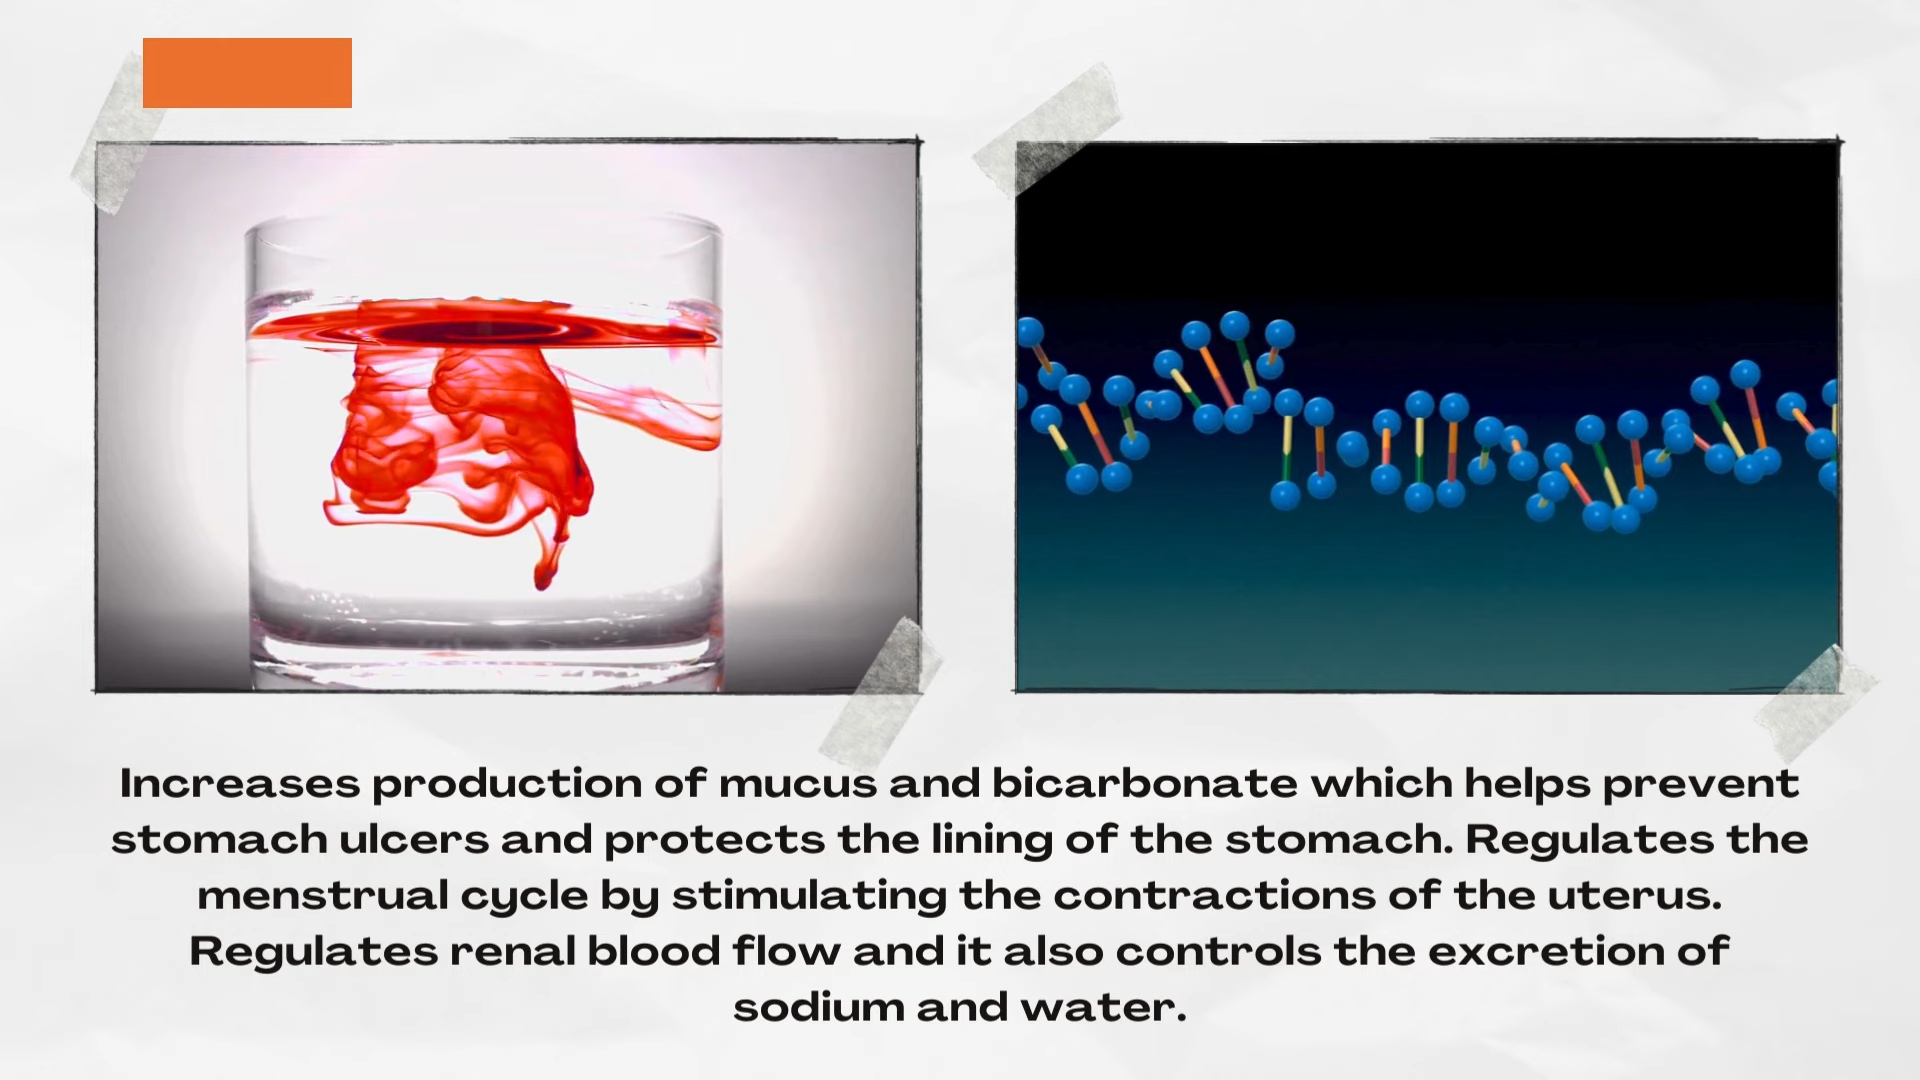 Increases production of mucus and bicarbonate which helps prevent
stomach ulcers and protects the lining of the stomach. Regulates the
menstrual cycle by stimulating the contractions of the uterus.
Regulates renal blood flow and it also controls the excretion of
sodium and water.